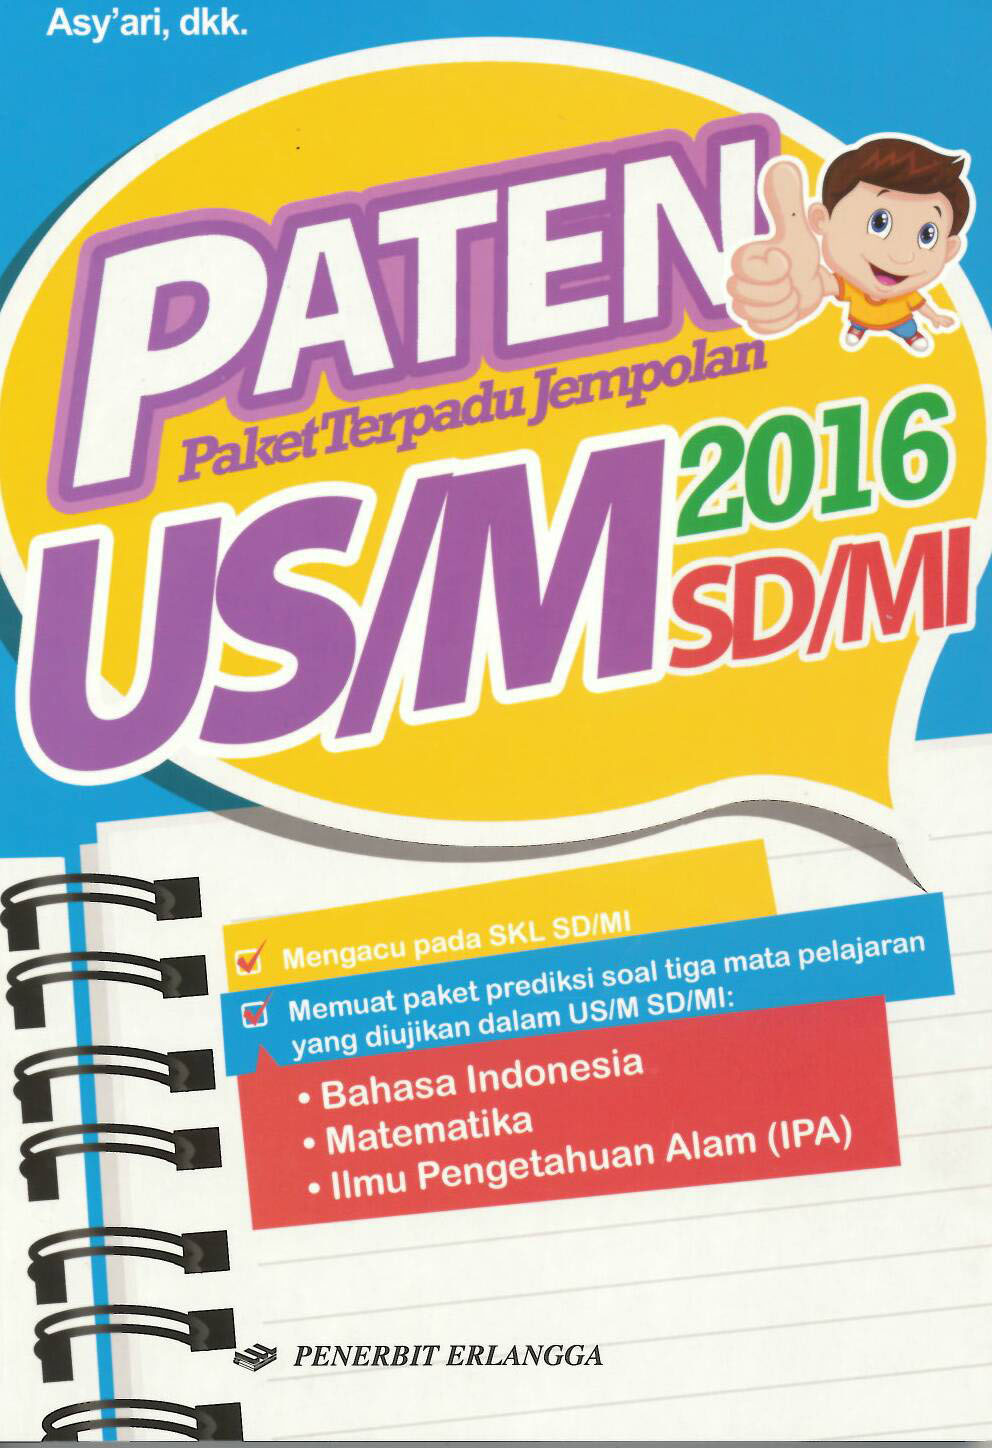 Asy'ari, dkk.
PATEN
Paket Terpadu Jempolan
US/M 2016
SD/MI
Mengacu pada SKL SD/MI
Memuat paket prediksi soal tiga mata pelajaran
yang diujikan dalam US/M SD/MI:
• Bahasa Indonesia
• Matematika
• Ilmu Pengetahuan Alam (IPA)
PENERBIT ERLANGGA